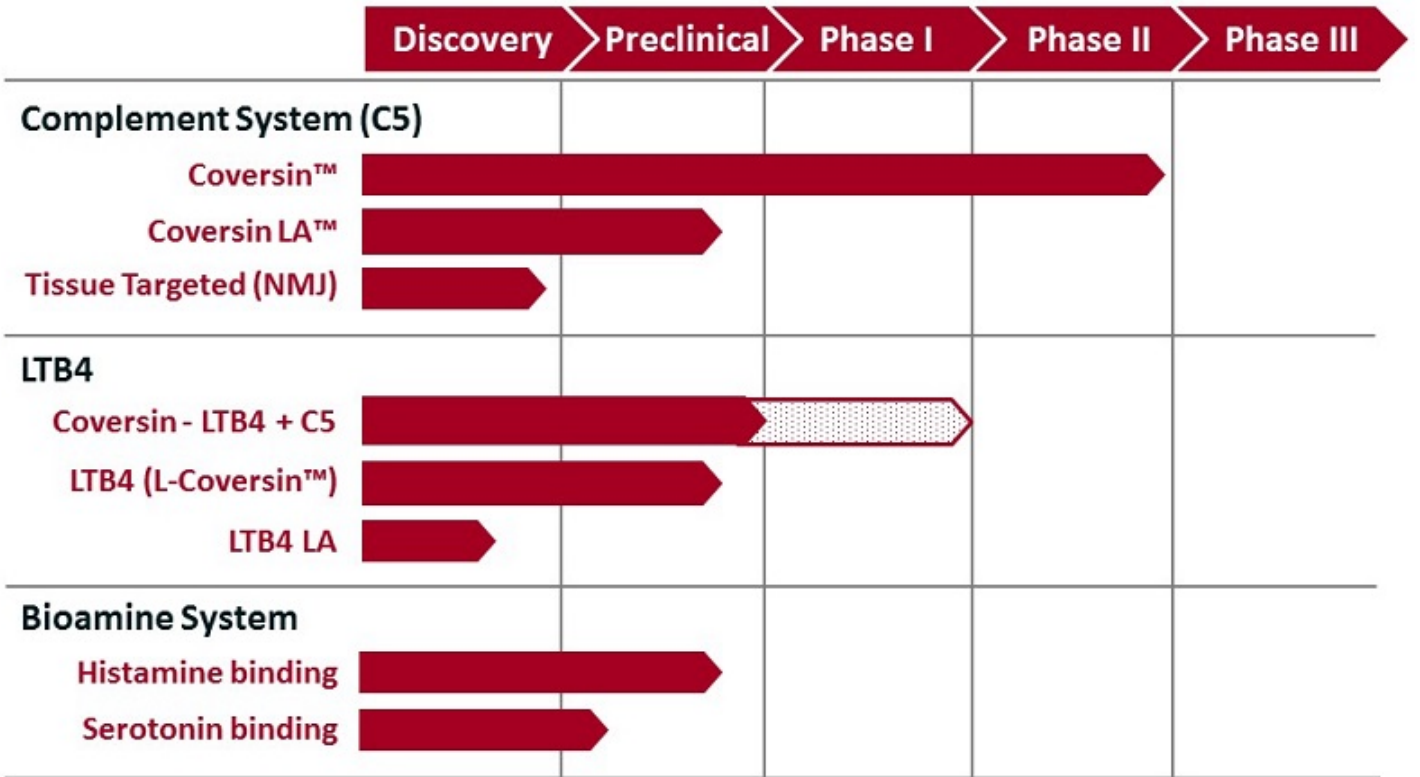 Discovery Preclinical Phase I Phase II Phase III
Complement System (C5)
Coversin™
Coversin LA™
Tissue Targeted (NMJ)
LTB4
Coversin - LTB4 + C5
LTB4 (L-Coversin™)
LTB4 LA
Bioamine System
Histamine binding
Serotonin binding